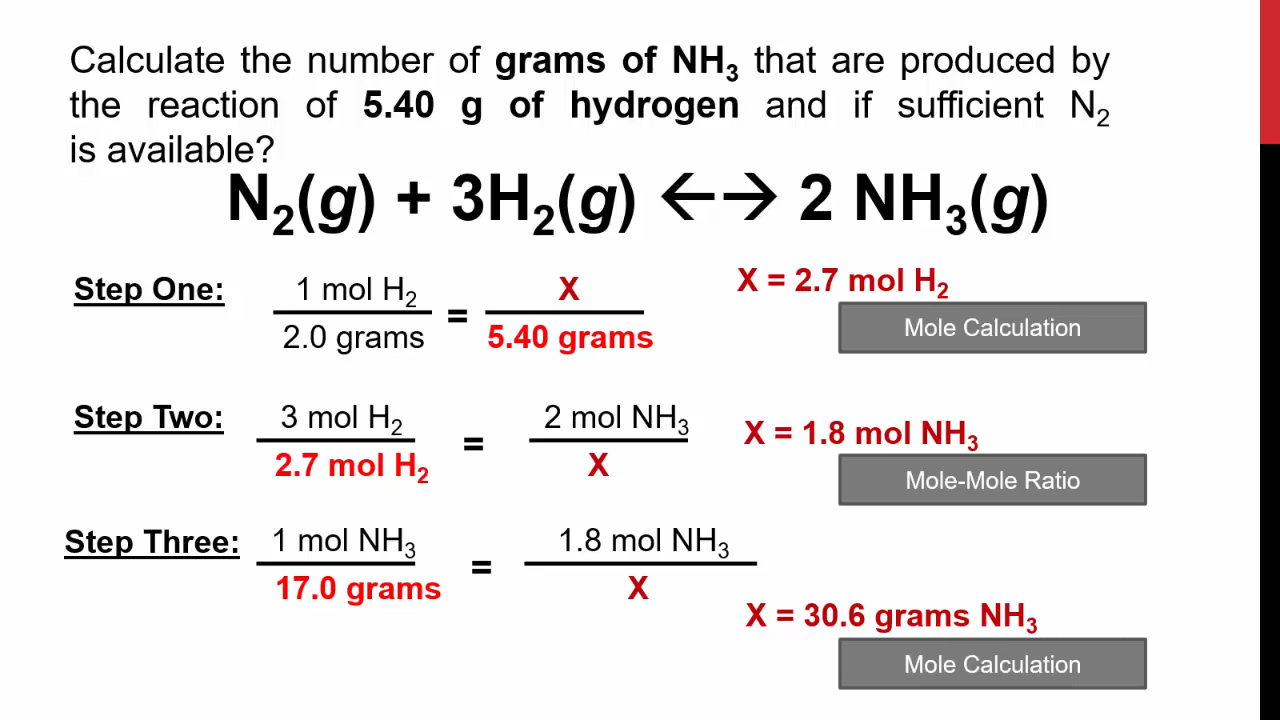 Calculate the number of grams of NH₃ that are produced by
the reaction of 5.40 g of hydrogen and if sufficient N₂
is available?
N₂(g) + 3H₂(g) ←→ 2 NH₃(g)
Step One:
1 mol H₂
2.0 grams
=
X
5.40 grams
X = 2.7 mol H₂
Mole Calculation
Step Two:
3 mol H₂
2.7 mol H₂
=
2 mol NH₃
X
X = 1.8 mol NH₃
Mole-Mole Ratio
Step Three:
1 mol NH₃
17.0 grams
=
1.8 mol NH₃
X
X = 30.6 grams NH₃
Mole Calculation